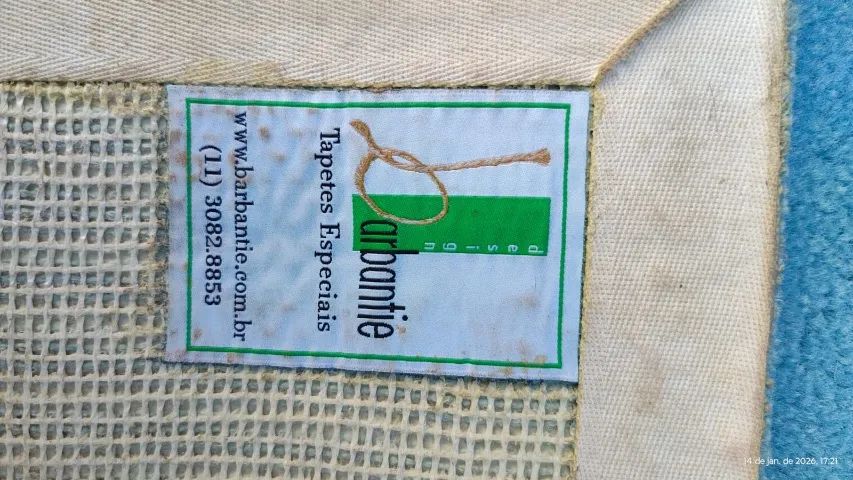 barbantie
design
Tapetes Especiais
www.barbantie.com.br
(11) 3082.8853
14 de jan. de 2026, 17:21